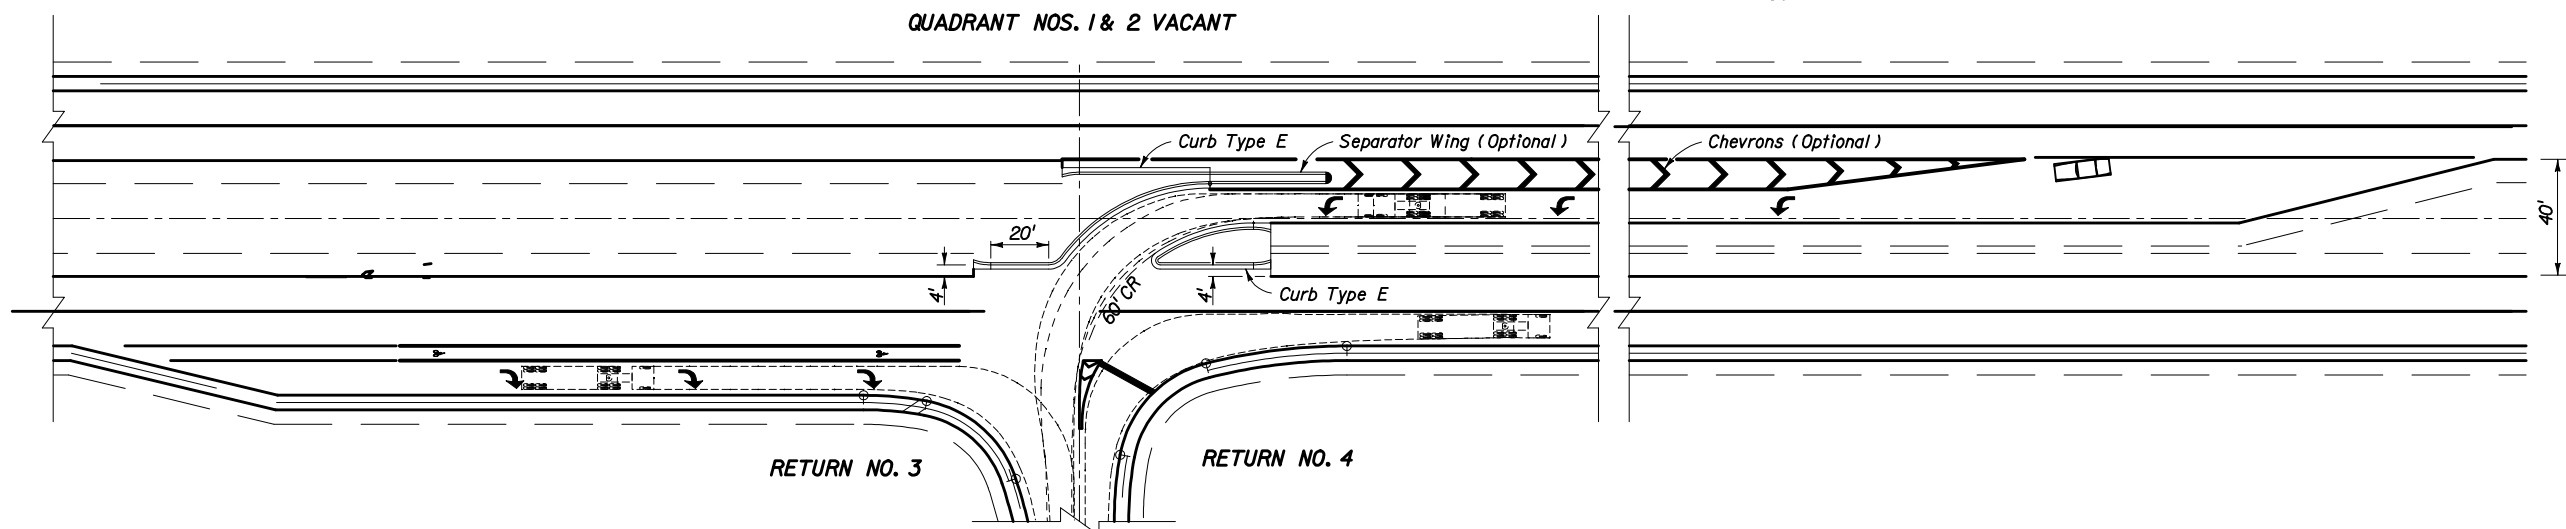 QUADRANT NOS. 1 & 2 VACANT
Curb Type E
Separator Wing (Optional)
Chevrons (Optional)
20'
40'
4'
60' CR
4'
Curb Type E
RETURN NO. 3
RETURN NO. 4